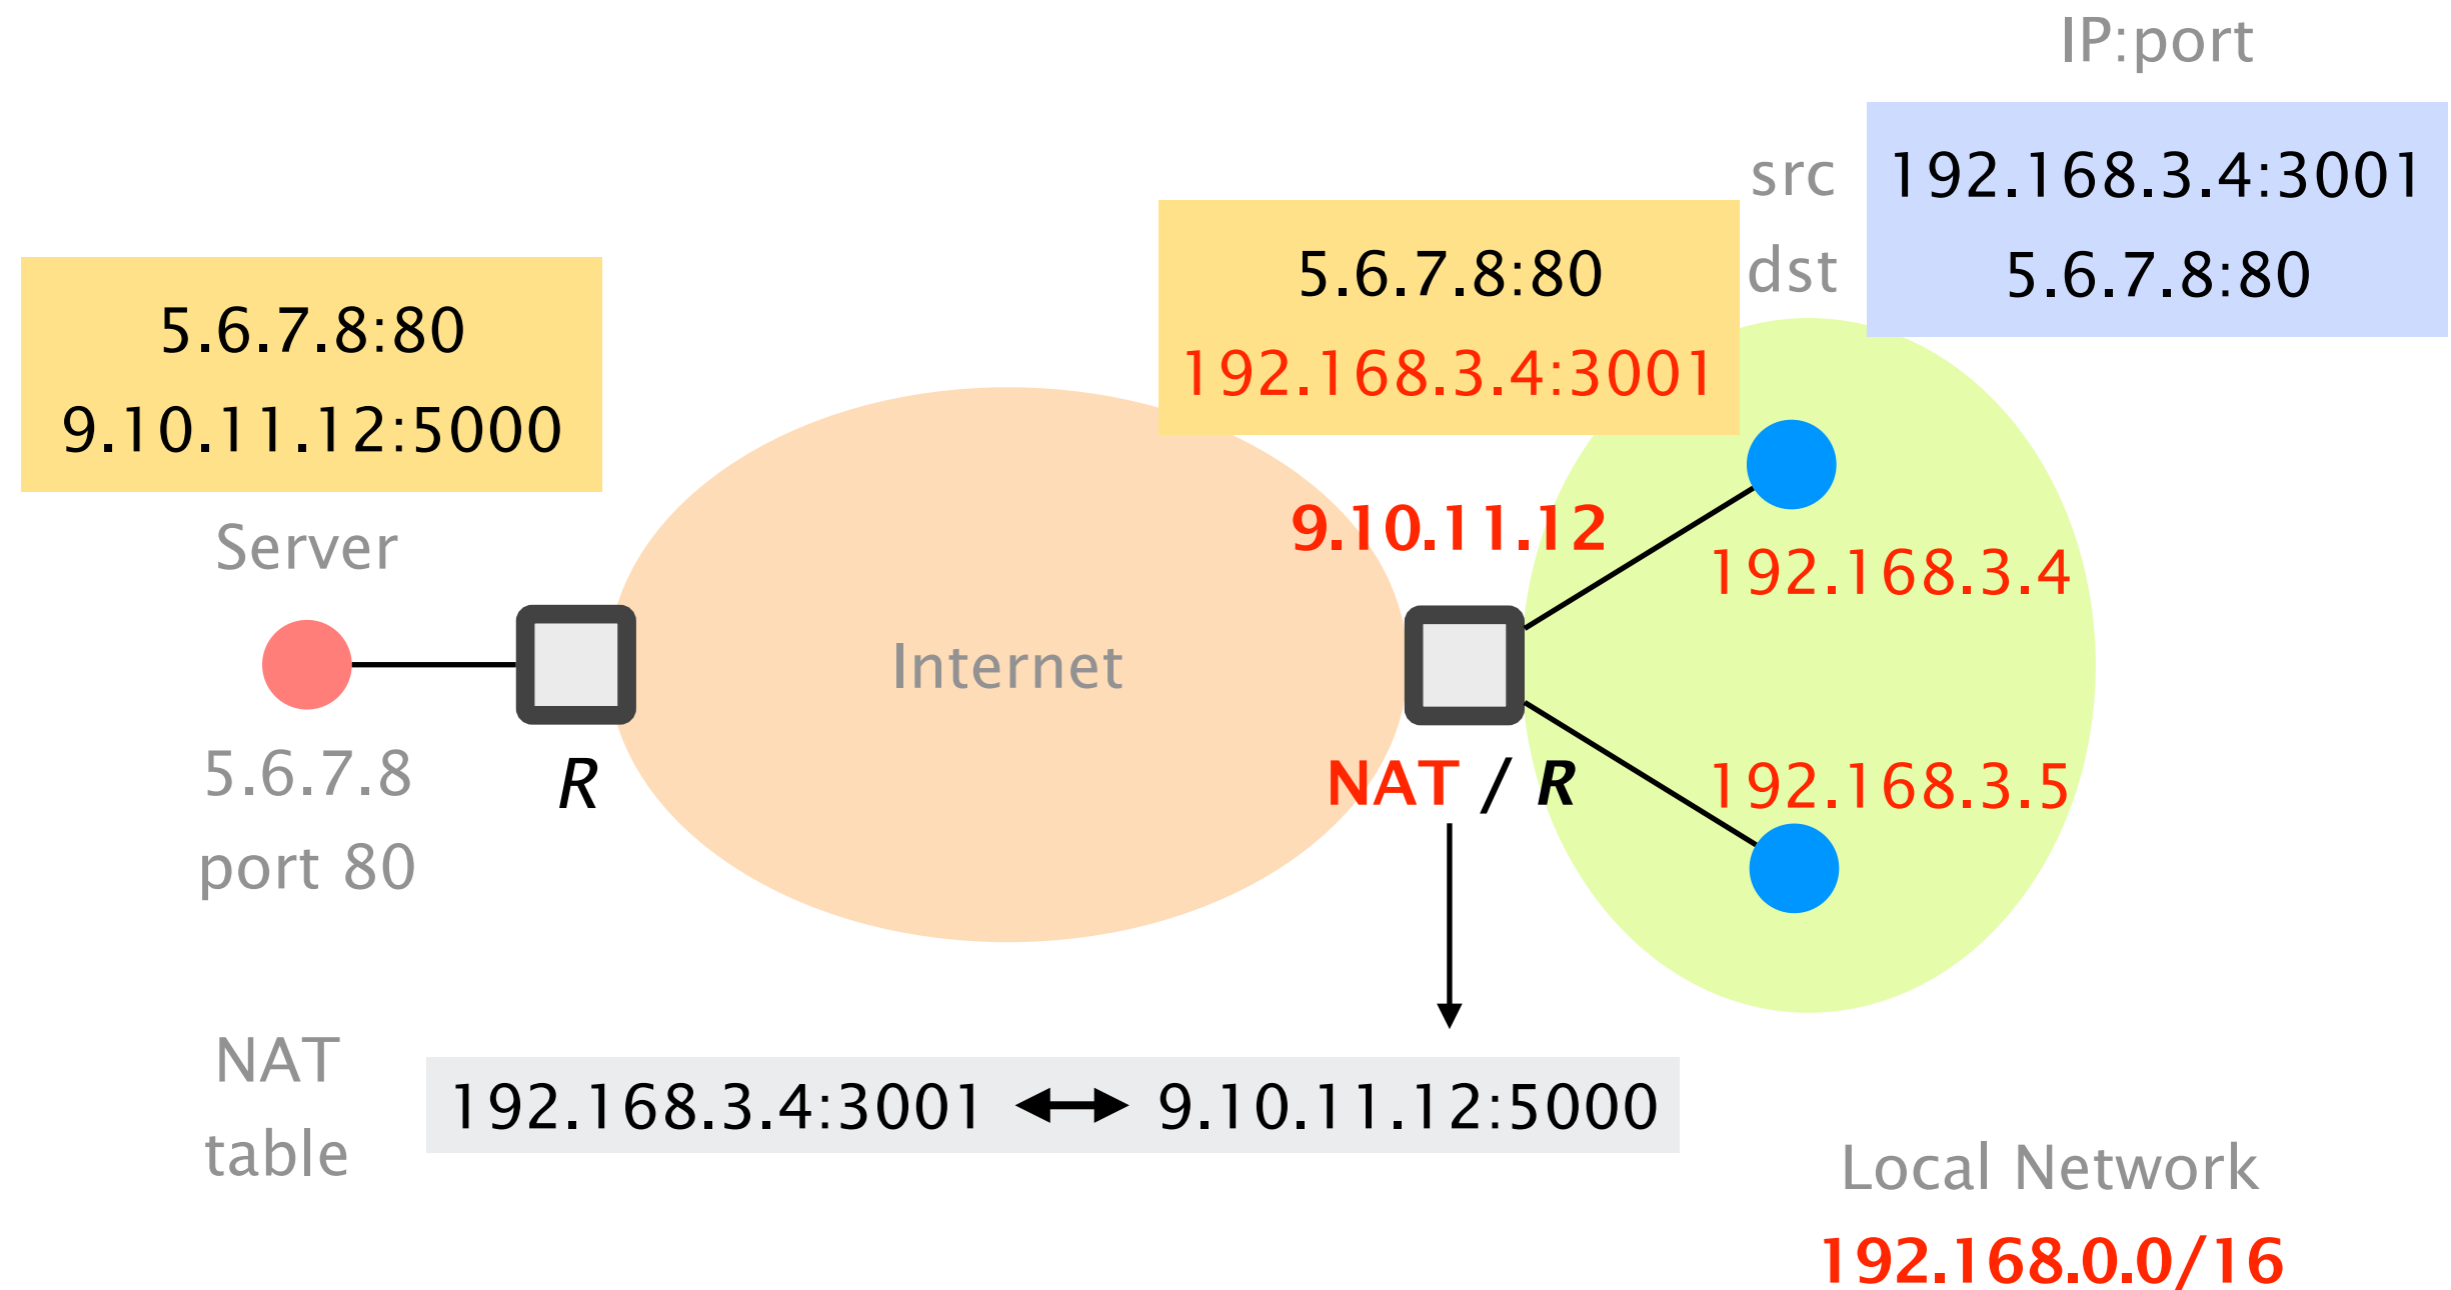 IP:port
src 192.168.3.4:3001
dst 5.6.7.8:80
5.6.7.8:80
192.168.3.4:3001
5.6.7.8:80
9.10.11.12:5000
Server
5.6.7.8
port 80
R
Internet
9.10.11.12
NAT / R
192.168.3.4
192.168.3.5
NAT
table
192.168.3.4:3001 9.10.11.12:5000
Local Network
192.168.0.0/16